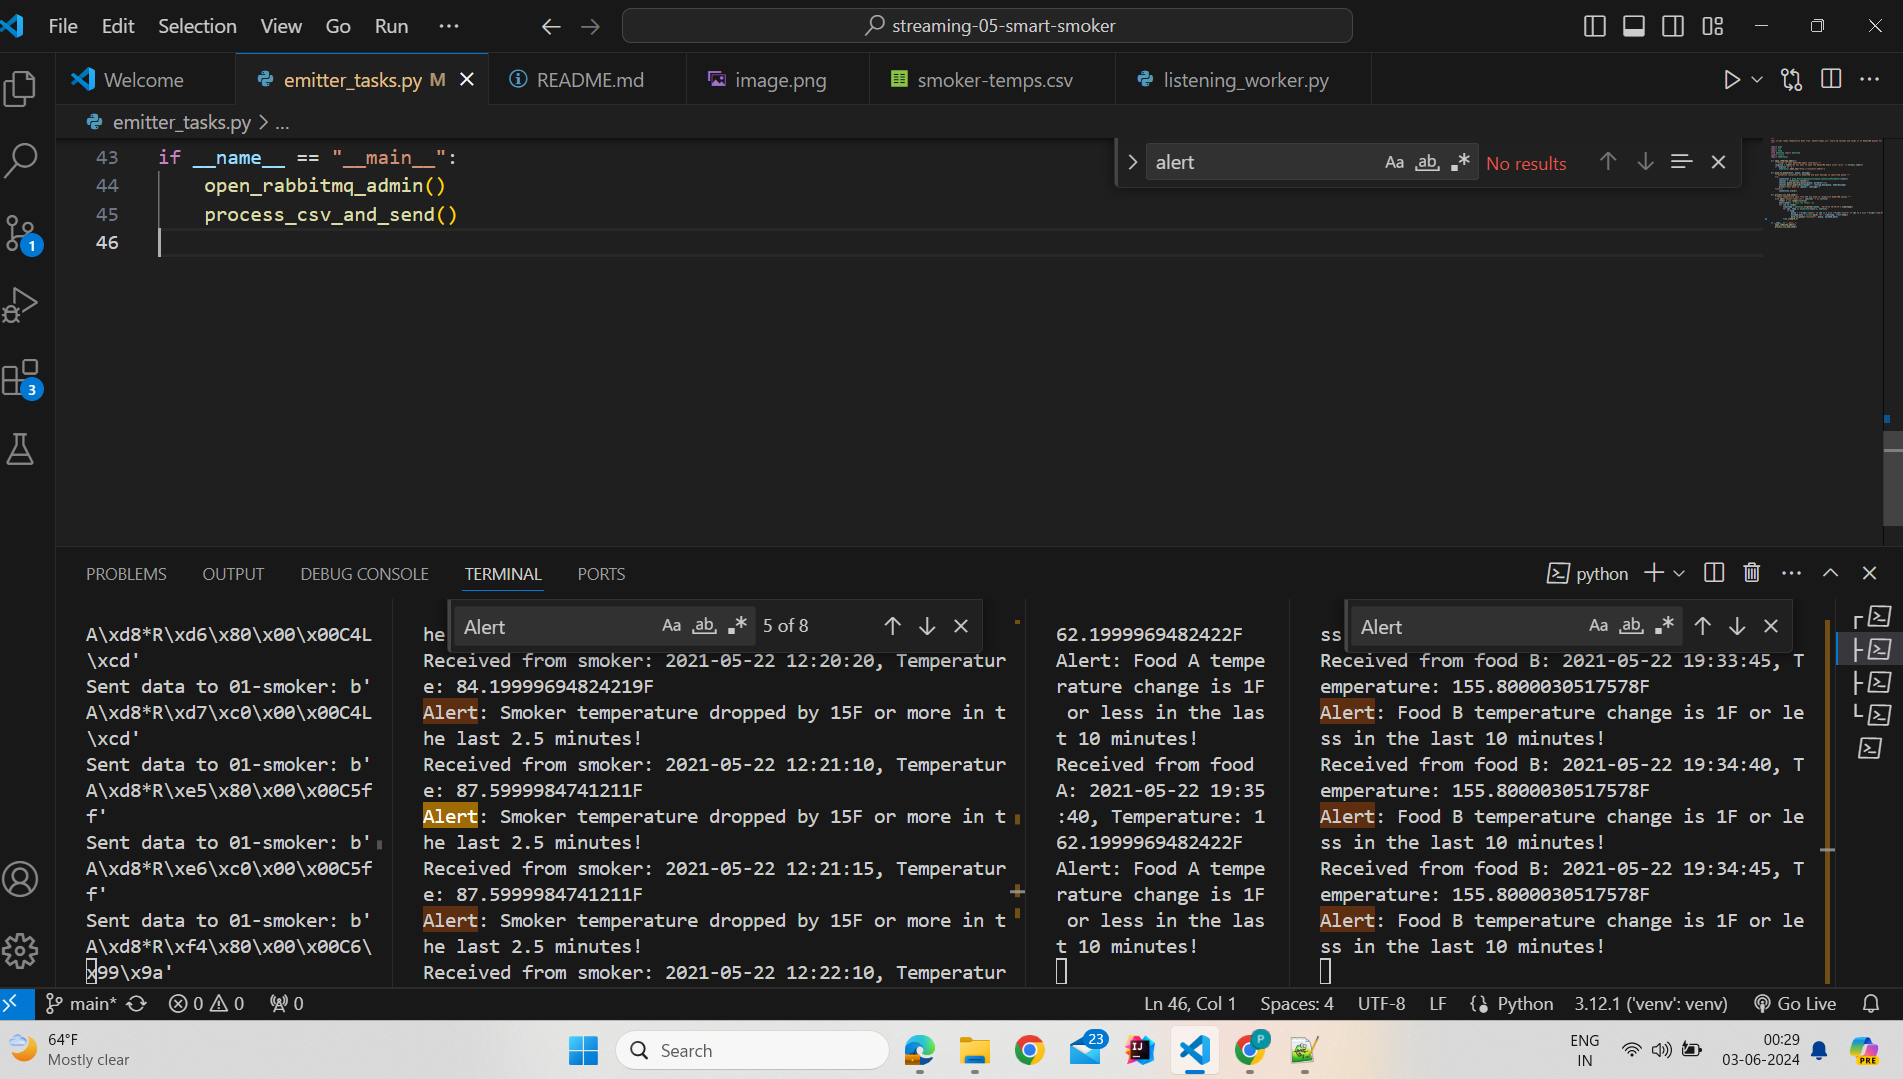 File Edit Selection View Go Run ···
streaming-05-smart-smoker
Welcome
emitter_tasks.py M
README.md
image.png
smoker-temps.csv
listening_worker.py
emitter_tasks.py > ...
43 if __name__ == "__main__":
44 open_rabbitmq_admin()
45 process_csv_and_send()
46
alert Aa ab No results
1
3
PROBLEMS OUTPUT DEBUG CONSOLE TERMINAL PORTS
python
A\xd8*R\xd6\x80\x00\x00C4L
\xcd'
Sent data to 01-smoker: b'
A\xd8*R\xd7\xc0\x00\x00C4L
\xcd'
Sent data to 01-smoker: b'
A\xd8*R\xe5\x80\x00\x00C5f
f'
Sent data to 01-smoker: b'
A\xd8*R\xe6\xc0\x00\x00C5f
f'
Sent data to 01-smoker: b'
A\xd8*R\xf4\x80\x00\x00C6\
x99\x9a'
Alert Aa ab 5 of 8
he
Received from smoker: 2021-05-22 12:20:20, Temperatur
e: 84.19999694824219F
Alert: Smoker temperature dropped by 15F or more in t
he last 2.5 minutes!
Received from smoker: 2021-05-22 12:21:10, Temperatur
e: 87.5999984741211F
Alert: Smoker temperature dropped by 15F or more in t
he last 2.5 minutes!
Received from smoker: 2021-05-22 12:21:15, Temperatur
e: 87.5999984741211F
Alert: Smoker temperature dropped by 15F or more in t
he last 2.5 minutes!
Received from smoker: 2021-05-22 12:22:10, Temperatur
62.1999969482422F
Alert: Food A tempe
rature change is 1F
or less in the las
t 10 minutes!
Received from food
A: 2021-05-22 19:35
:40, Temperature: 1
62.1999969482422F
Alert: Food A tempe
rature change is 1F
or less in the las
t 10 minutes!
Alert Aa ab
ss
Received from food B: 2021-05-22 19:33:45, T
emperature: 155.8000030517578F
Alert: Food B temperature change is 1F or le
ss in the last 10 minutes!
Received from food B: 2021-05-22 19:34:40, T
emperature: 155.8000030517578F
Alert: Food B temperature change is 1F or le
ss in the last 10 minutes!
Received from food B: 2021-05-22 19:34:45, T
emperature: 155.8000030517578F
Alert: Food B temperature change is 1F or le
ss in the last 10 minutes!
main* 0 0 0 Ln 46, Col 1 Spaces: 4 UTF-8 LF Python 3.12.1 ('venv': venv) Go Live
64°F
Mostly clear
Search
23
IJ
P
ENG
IN
00:29
03-06-2024
PRE